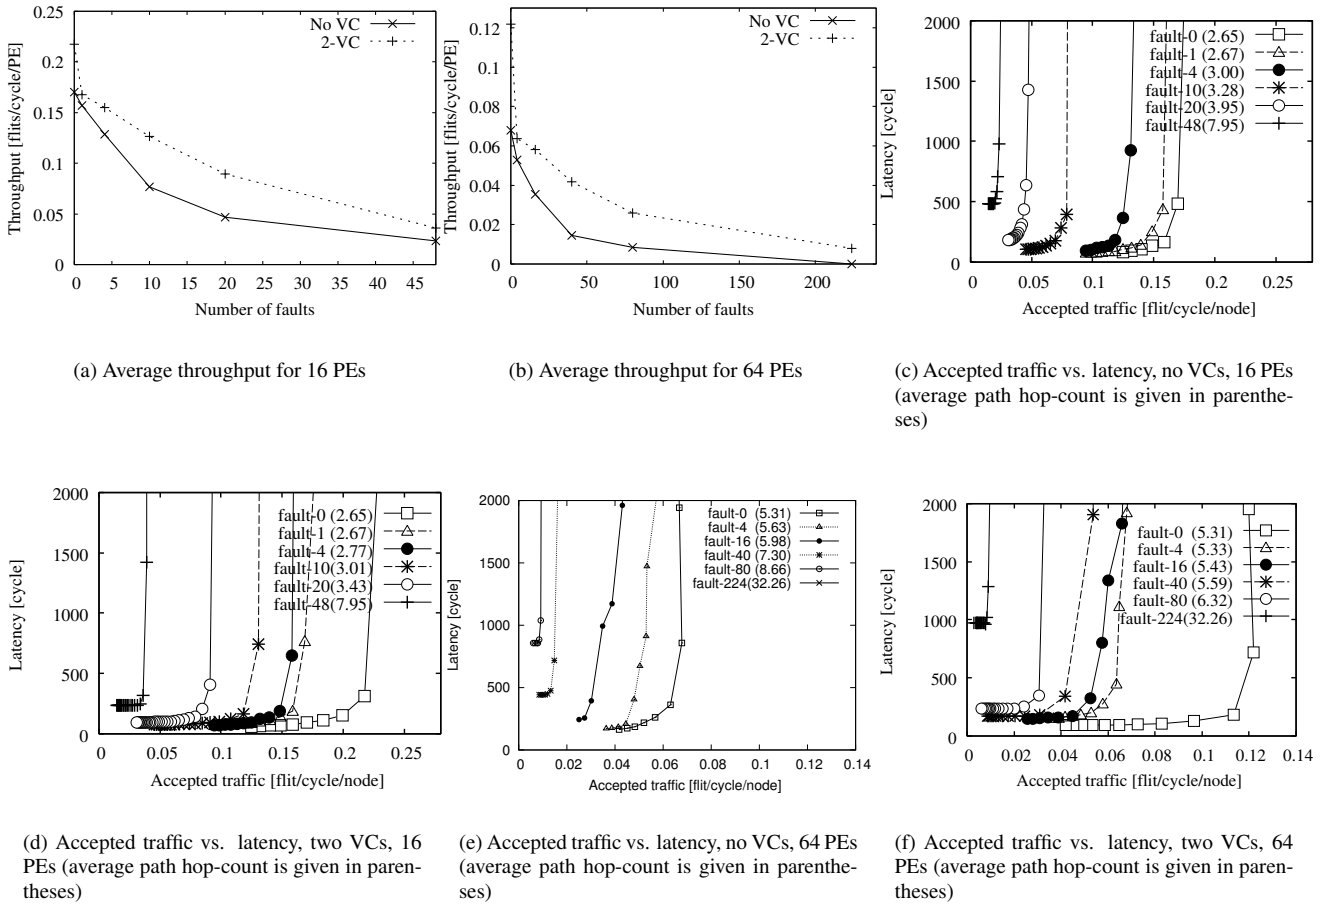 0.25
0.2
0.15
0.1
0.05
0
0 5 10 15 20 25 30 35 40 45
Throughput [flits/cycle/PE]
Number of faults
No VC
2-VC
(a) Average throughput for 16 PEs
0.12
0.1
0.08
0.06
0.04
0.02
0
0 50 100 150 200
Throughput [flits/cycle/PE]
Number of faults
No VC
2-VC
(b) Average throughput for 64 PEs
2000
1500
1000
500
0
0 0.05 0.1 0.15 0.2 0.25
Latency [cycle]
Accepted traffic [flit/cycle/node]
fault-0 (2.65)
fault-1 (2.67)
fault-4 (3.00)
fault-10(3.28)
fault-20(3.95)
fault-48(7.95)
(c) Accepted traffic vs. latency, no VCs, 16 PEs
(average path hop-count is given in parenthe-
ses)
2000
1500
1000
500
0
0 0.05 0.1 0.15 0.2 0.25
Latency [cycle]
Accepted traffic [flit/cycle/node]
fault-0 (2.65)
fault-1 (2.67)
fault-4 (2.77)
fault-10(3.01)
fault-20(3.43)
fault-48(7.95)
(d) Accepted traffic vs. latency, two VCs, 16
PEs (average path hop-count is given in paren-
theses)
2000
1500
1000
500
0
0 0.02 0.04 0.06 0.08 0.1 0.12 0.14
Latency [cycle]
Accepted traffic [flit/cycle/node]
fault-0 (5.31)
fault-4 (5.63)
fault-16 (5.98)
fault-40 (7.30)
fault-80 (8.66)
fault-224(32.26)
(e) Accepted traffic vs. latency, no VCs, 64 PEs
(average path hop-count is given in parenthe-
ses)
2000
1500
1000
500
0
0 0.02 0.04 0.06 0.08 0.1 0.12 0.14
Latency [cycle]
Accepted traffic [flit/cycle/node]
fault-0 (5.31)
fault-4 (5.33)
fault-16 (5.43)
fault-40 (5.59)
fault-80 (6.32)
fault-224(32.26)
(f) Accepted traffic vs. latency, two VCs, 64
PEs (average path hop-count is given in paren-
theses)